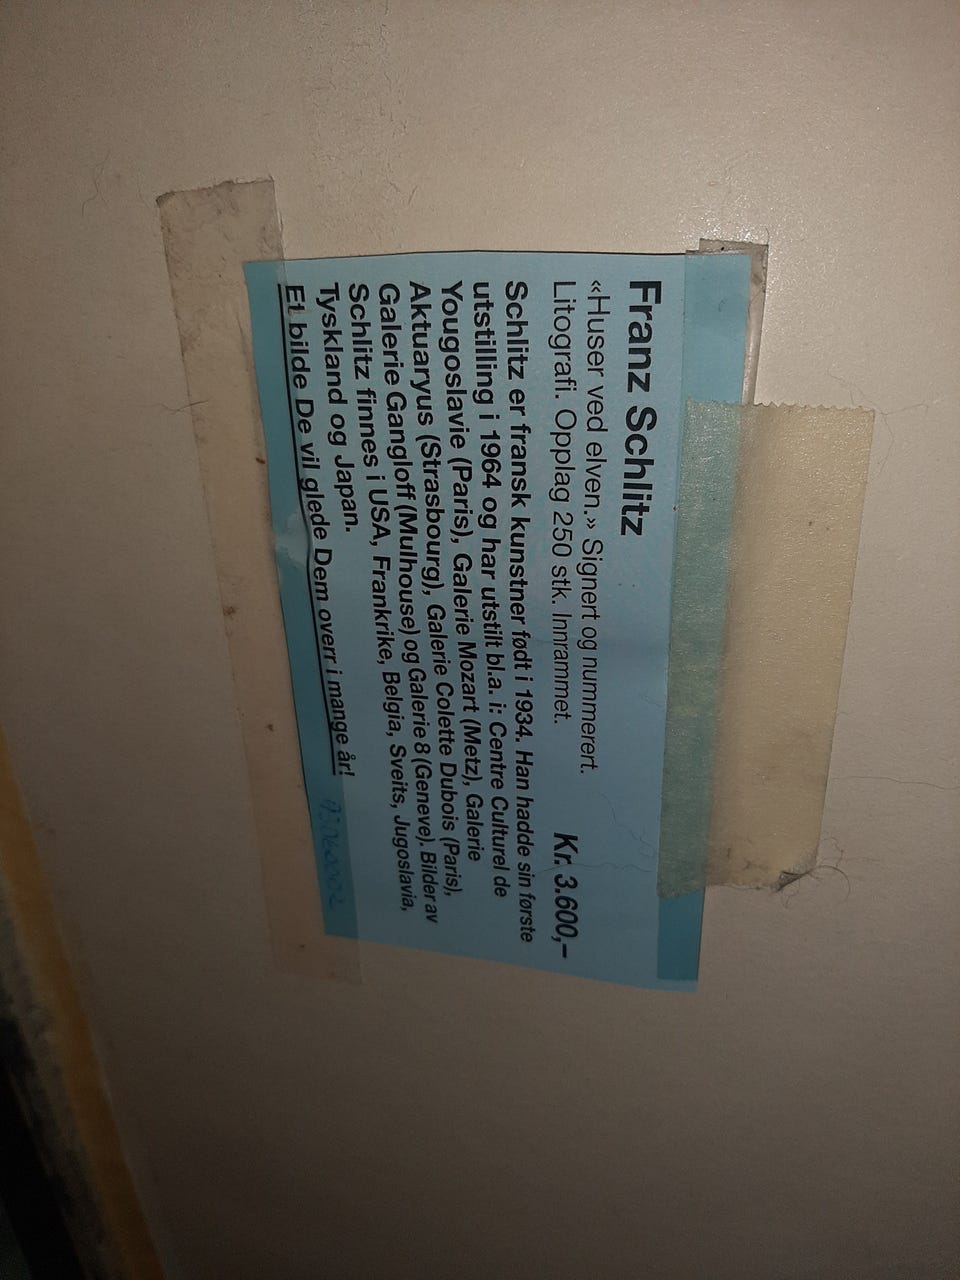 Franz Schlitz
«Huser ved elven.» Signert og nummerert.
Litografi. Opplag 250 stk. Innrammet. Kr. 3.600,–
Schlitz er fransk kunstner født i 1934. Han hadde sin første
utstilling i 1964 og har utstilt bl.a. i: Centre Culturel de
Yougoslavie (Paris), Galerie Mozart (Metz), Galerie
Aktuaryus (Strasbourg), Galerie Colette Dubois (Paris),
Galerie Gangloff (Mulhouse) og Galerie 8 (Geneve). Bilder av
Schlitz finnes i USA, Frankrike, Belgia, Sveits, Jugoslavia,
Tyskland og Japan.
Et bilde De vil glede Dem overr i mange år!